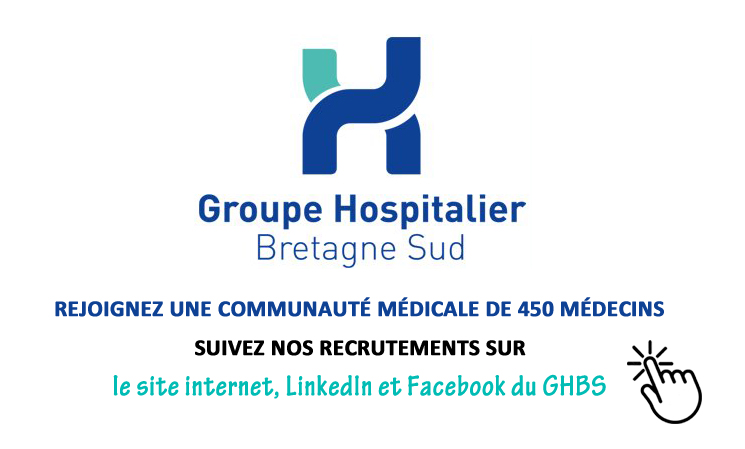 Groupe Hospitalier
Bretagne Sud
REJOIGNEZ UNE COMMUNAUTÉ MÉDICALE DE 450 MÉDECINS
SUIVEZ NOS RECRUTEMENTS SUR
le site internet, LinkedIn et Facebook du GHBS